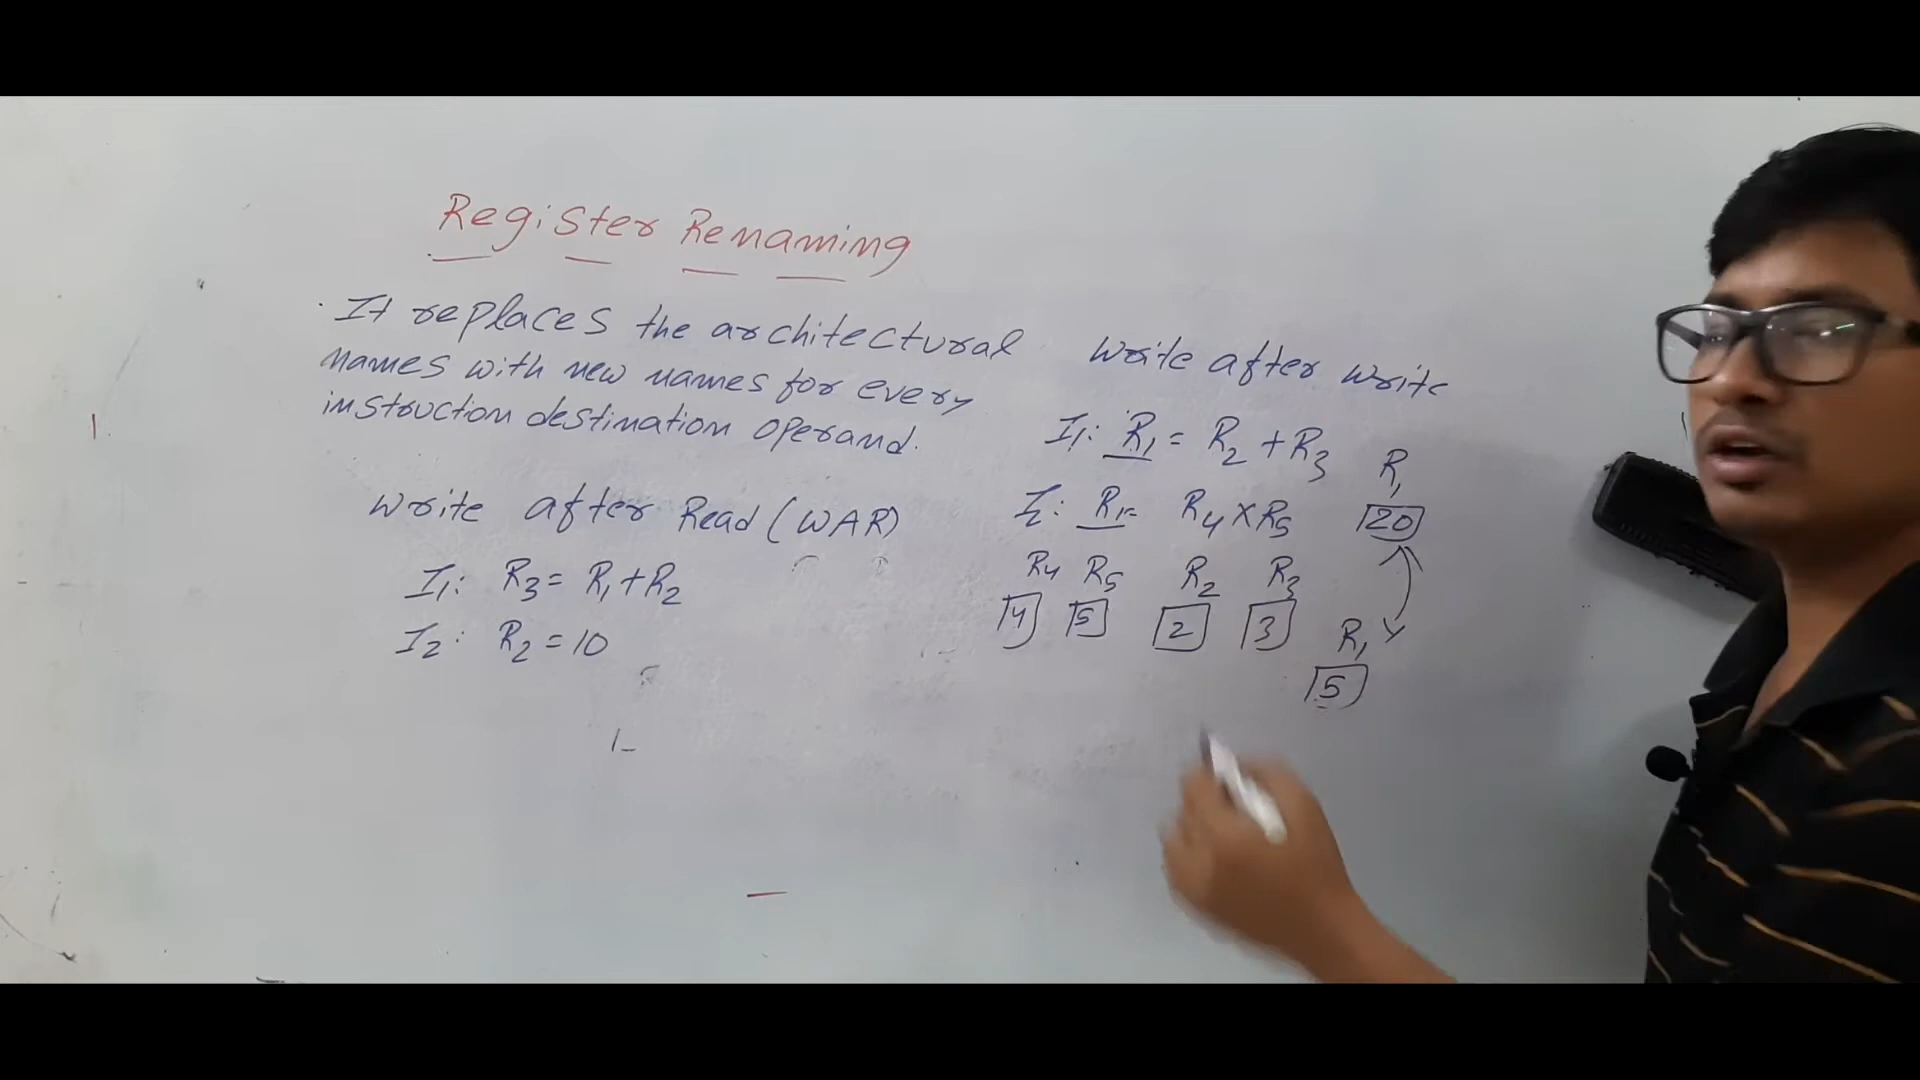 Register Renaming
It replaces the architectural
names with new names for every
instruction destination operand.
Write after Read (WAR)
I1: R3 = R1 + R2
I2: R2 = 10
Write after write
I1: R1 = R2 + R3
I2: R1 = R4 X R5
R1
20
R4 R5 R2 R3
4 5 2 3
R1
5